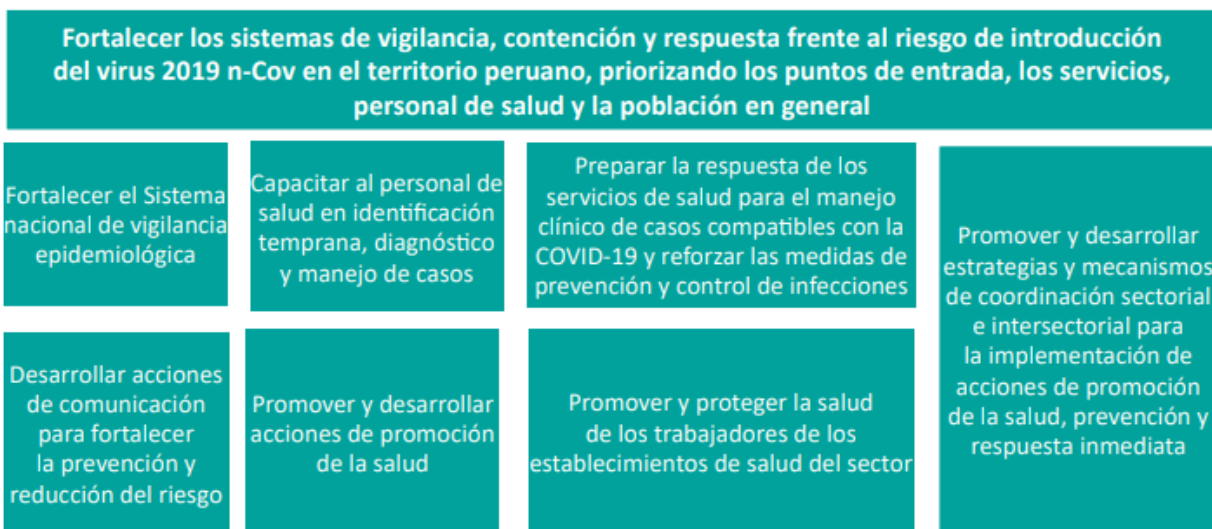 Fortalecer los sistemas de vigilancia, contención y respuesta frente al riesgo de introducción
del virus 2019 n-Cov en el territorio peruano, priorizando los puntos de entrada, los servicios,
personal de salud y la población en general
Fortalecer el Sistema
nacional de vigilancia
epidemiológica
Capacitar al personal de
salud en identificación
temprana, diagnóstico
y manejo de casos
Preparar la respuesta de los
servicios de salud para el manejo
clínico de casos compatibles con la
COVID-19 y reforzar las medidas de
prevención y control de infecciones
Promover y desarrollar
estrategias y mecanismos
de coordinación sectorial
e intersectorial para
la implementación de
acciones de promoción
de la salud, prevención y
respuesta inmediata
Desarrollar acciones
de comunicación
para fortalecer
la prevención y
reducción del riesgo
Promover y desarrollar
acciones de promoción
de la salud
Promover y proteger la salud
de los trabajadores de los
establecimientos de salud del sector